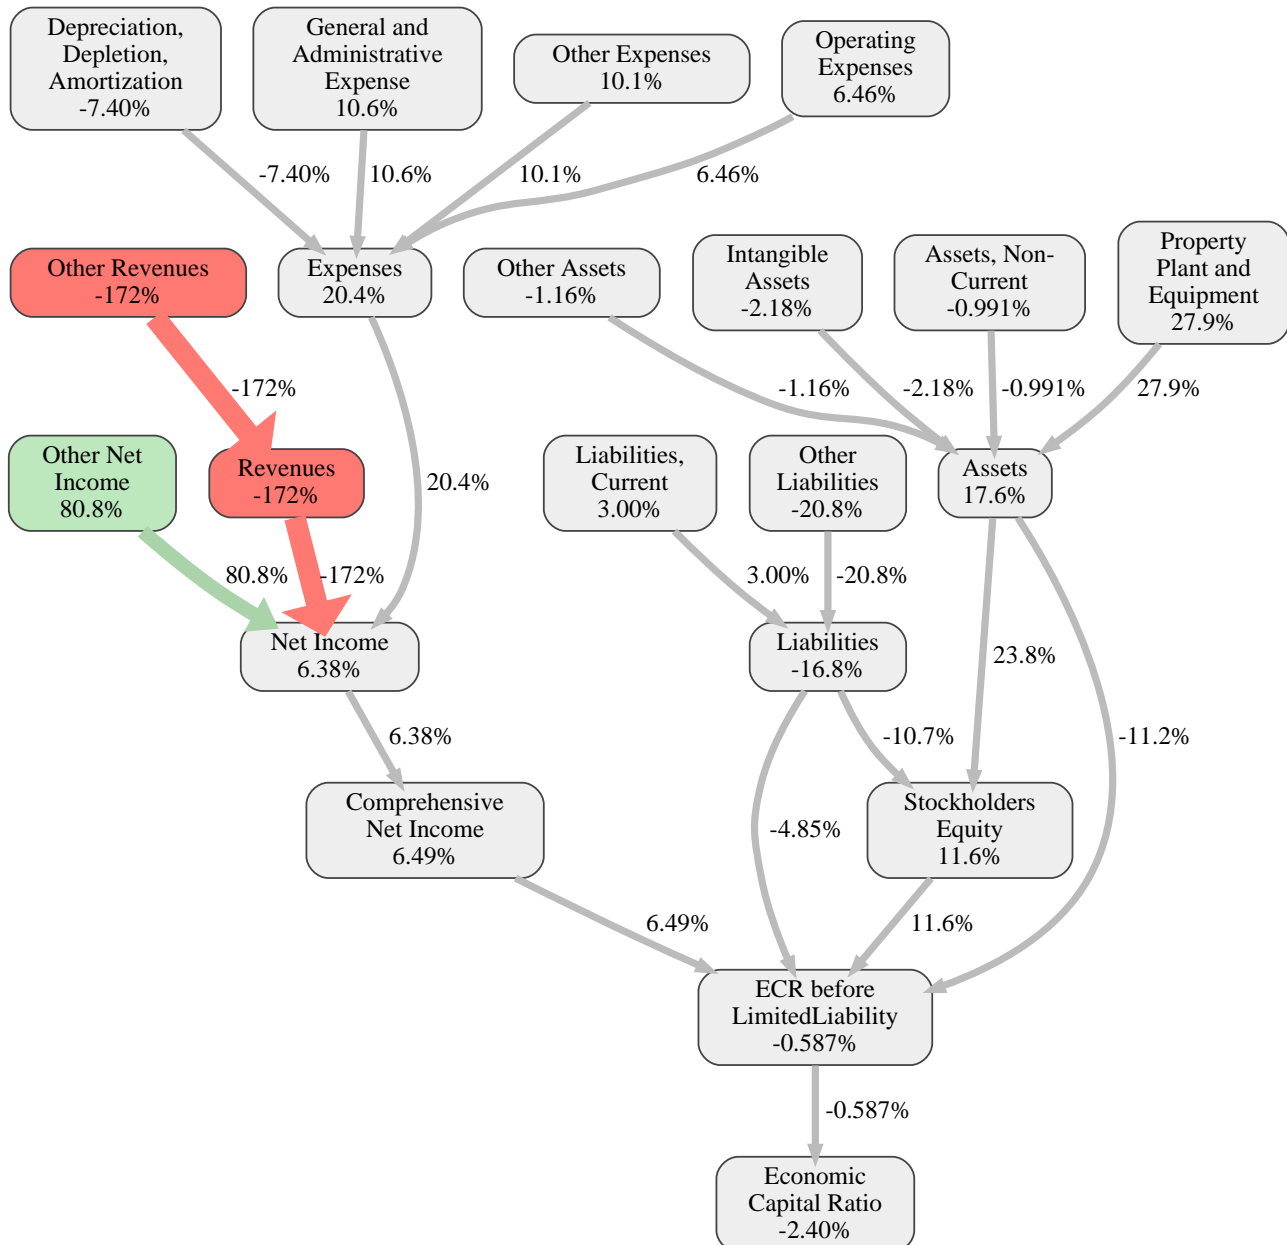 Depreciation,
Depletion,
Amortization
-7.40%
General and
Administrative
Expense
10.6%
Other Expenses
10.1%
Operating
Expenses
6.46%
-7.40%
10.6%
10.1%
6.46%
Other Revenues
-172%
Expenses
20.4%
Other Assets
-1.16%
Intangible
Assets
-2.18%
Assets, Non-
Current
-0.991%
Property
Plant and
Equipment
27.9%
-172%
-1.16%
-2.18%
-0.991%
27.9%
Other Net
Income
80.8%
Revenues
-172%
20.4%
Liabilities,
Current
3.00%
Other
Liabilities
-20.8%
Assets
17.6%
80.8%
-172%
3.00%
-20.8%
Net Income
6.38%
Liabilities
-16.8%
23.8%
6.38%
-10.7%
-11.2%
Comprehensive
Net Income
6.49%
-4.85%
Stockholders
Equity
11.6%
6.49%
11.6%
ECR before
LimitedLiability
-0.587%
-0.587%
Economic
Capital Ratio
-2.40%